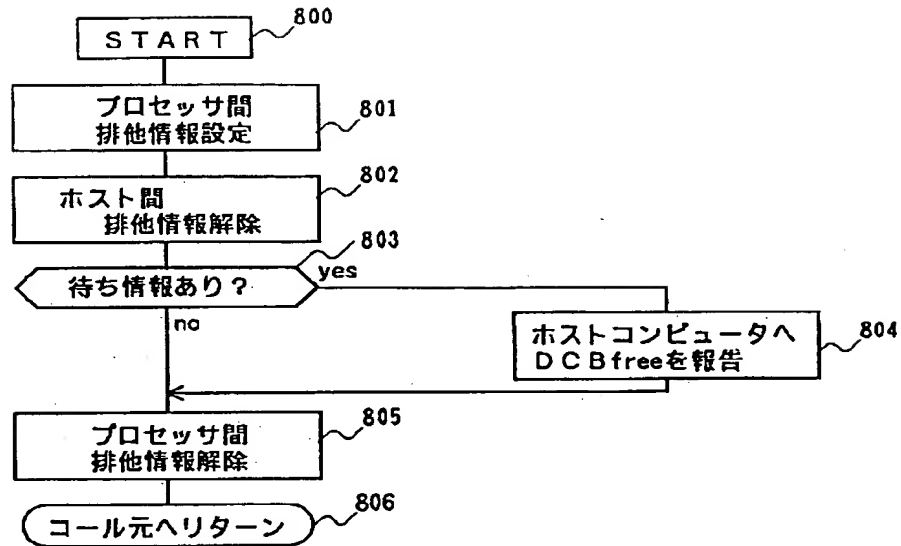 ＳＴＡＲＴ
800
プロセッサ間
排他情報設定
801
ホスト間
排他情報解除
802
待ち情報あり？
803
yes
no
ホストコンピュータへ
ＤＣＢfreeを報告
804
プロセッサ間
排他情報解除
805
コール元へリターン
806